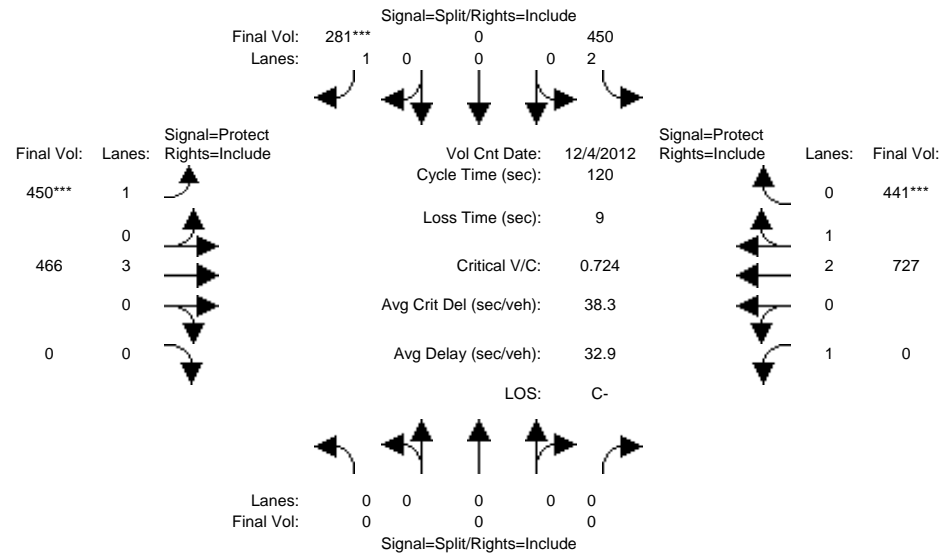 Signal=Split/Rights=Include
Final Vol: 281*** 0 450
Lanes: 1 0 0 0 2
Signal=Protect Signal=Protect
Final Vol: Lanes: Rights=Include Vol Cnt Date: 12/4/2012 Rights=Include Lanes: Final Vol:
Cycle Time (sec): 120
450*** 1 0 441***
Loss Time (sec): 9
0 1
466 3 Critical V/C: 0.724 2 727
0 Avg Crit Del (sec/veh): 38.3 0
0 0 Avg Delay (sec/veh): 32.9 1 0
LOS: C-
Lanes: 0 0 0 0 0
Final Vol: 0 0 0
Signal=Split/Rights=Include